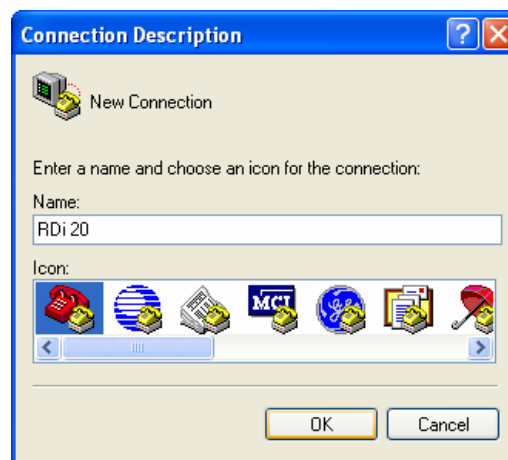 Connection Description
New Connection
Enter a name and choose an icon for the connection:
Name:
RDi 20
Icon:
MCI
OK
Cancel